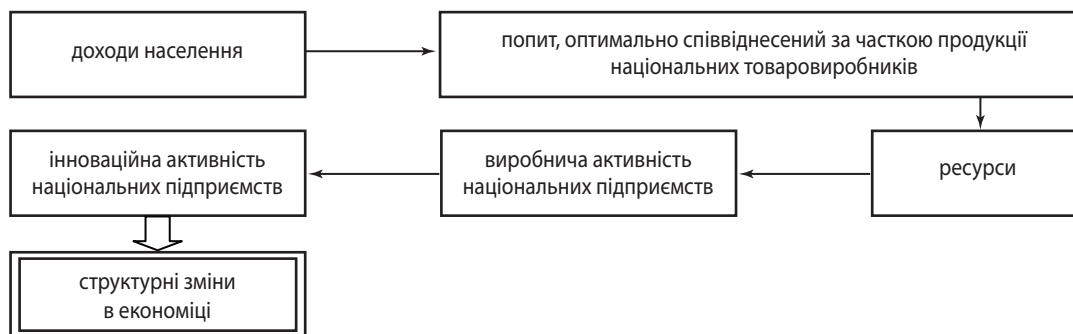 доходи населення
попит, оптимально співвіднесений за часткою продукції
національних товаровиробників
інноваційна активність
національних підприємств
виробнича активність
національних підприємств
ресурси
структурні зміни
в економіці